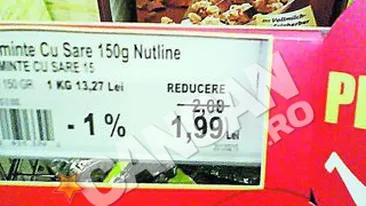 minte Cu Sare 150g Nutline
MINTE CU SARE 15
150 GR 1 KG 13,27 Lei
REDUCERE
2,00
- 1 %
1,99 Lei
CANCAN
.RO